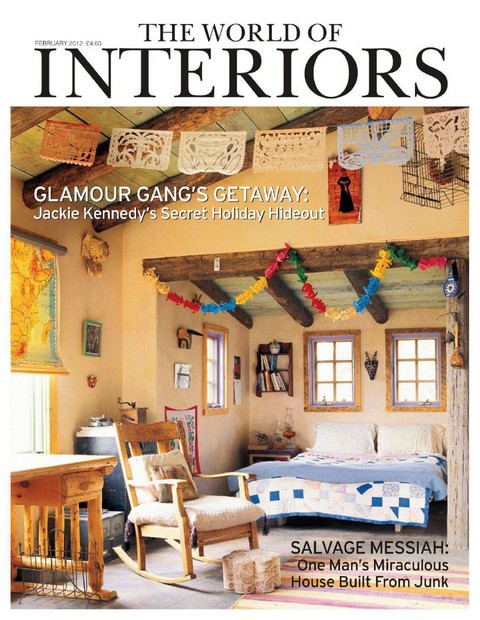 THE WORLD OF
FEBRUARY 2012 £4.60
INTERIORS
GLAMOUR GANG'S GETAWAY:
Jackie Kennedy's Secret Holiday Hideout
SALVAGE MESSIAH:
One Man's Miraculous
House Built From Junk